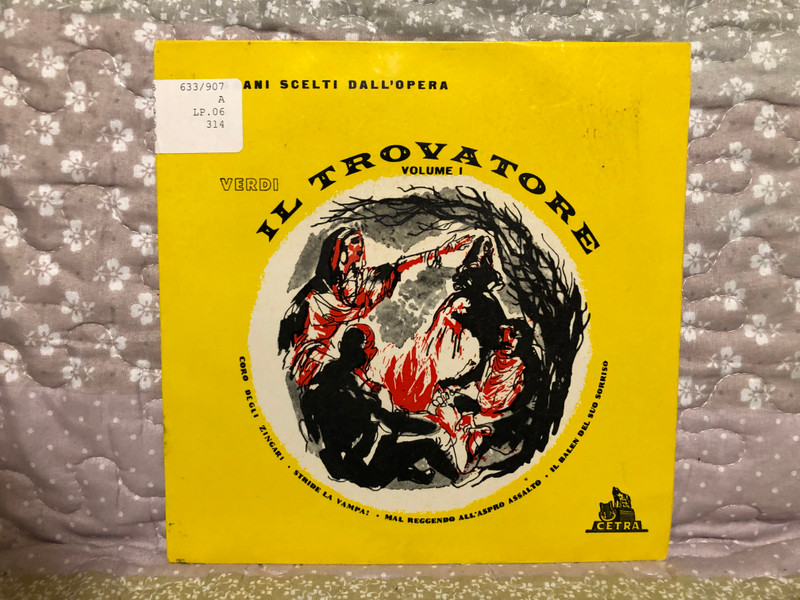 633/907
A
LP.06
314
ANI SCELTI DALL'OPERA
VERDI
IL TROVATORE
VOLUME I
CORO DEGLI ZINGARI • STRIDE LA VAMPA! • MAL REGGENDO ALL'ASPRO ASSALTO • IL BALEN DEL SUO SORRISO
CETRA